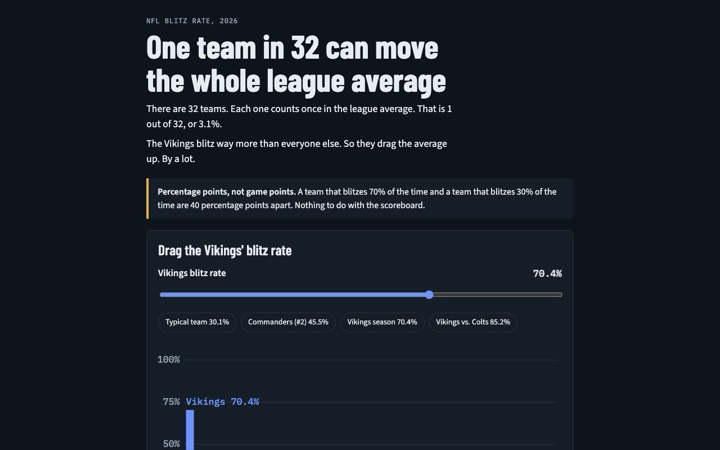 NFL BLITZ RATE, 2026
One team in 32 can move
the whole league average
There are 32 teams. Each one counts once in the league average. That is 1
out of 32, or 3.1%.
The Vikings blitz way more than everyone else. So they drag the average
up. By a lot.
Percentage points, not game points. A team that blitzes 70% of the time and a team that blitzes 30% of the
time are 40 percentage points apart. Nothing to do with the scoreboard.
Drag the Vikings' blitz rate
Vikings blitz rate 70.4%
Typical team 30.1% Commanders (#2) 45.5% Vikings season 70.4% Vikings vs. Colts 85.2%
100%
75% Vikings 70.4%
50%